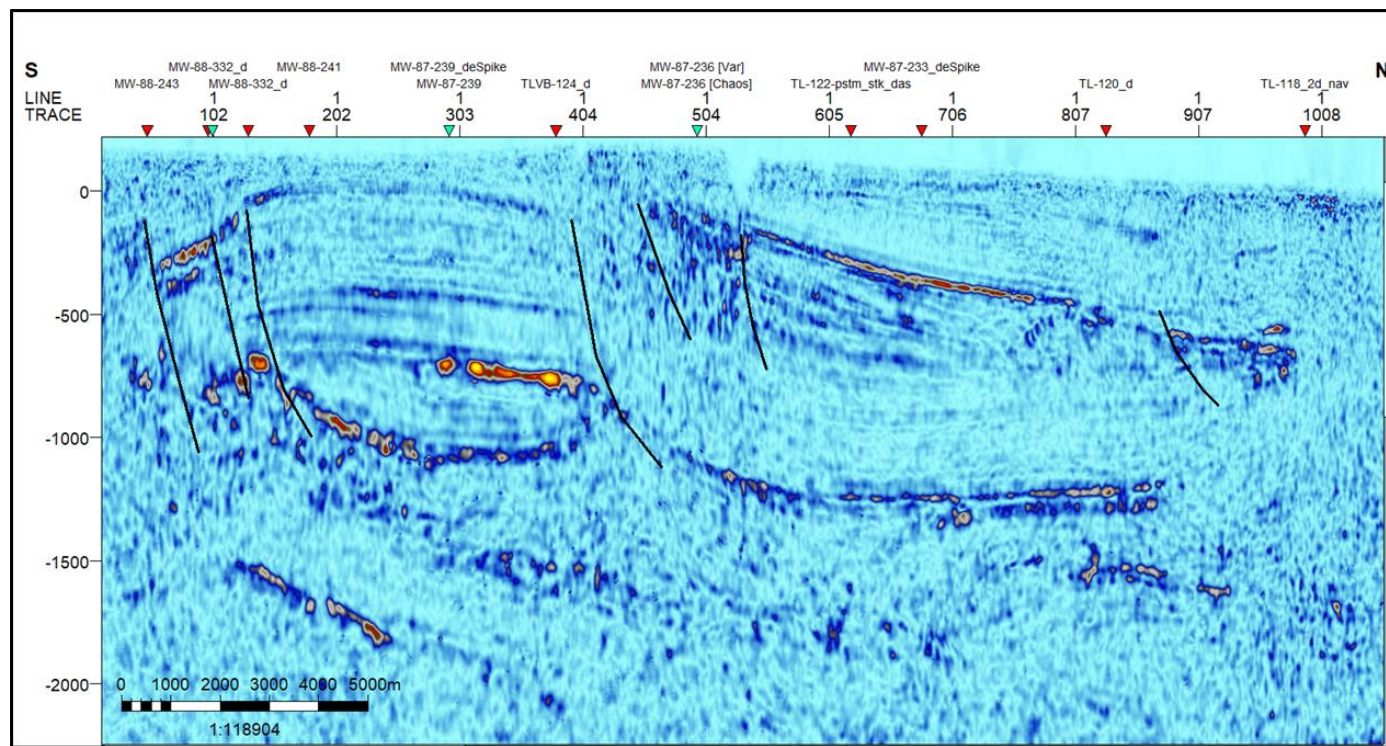 MW-88-332_d MW-88-241 MW-87-239_deSpike MW-87-236 [Var] MW-87-233_deSpike
S MW-88-243 MW-88-332_d MW-87-239 TLVB-124_d MW-87-236 [Chaos] TL-122-pstm_stk_das TL-120_d TL-118_2d_nav N
LINE 1 1 1 1 1 1 1 1 1 1
TRACE 102 202 303 404 504 605 706 807 907 1008
0
-500
-1000
-1500
-2000
0 1000 2000 3000 4000 5000m
1:118904